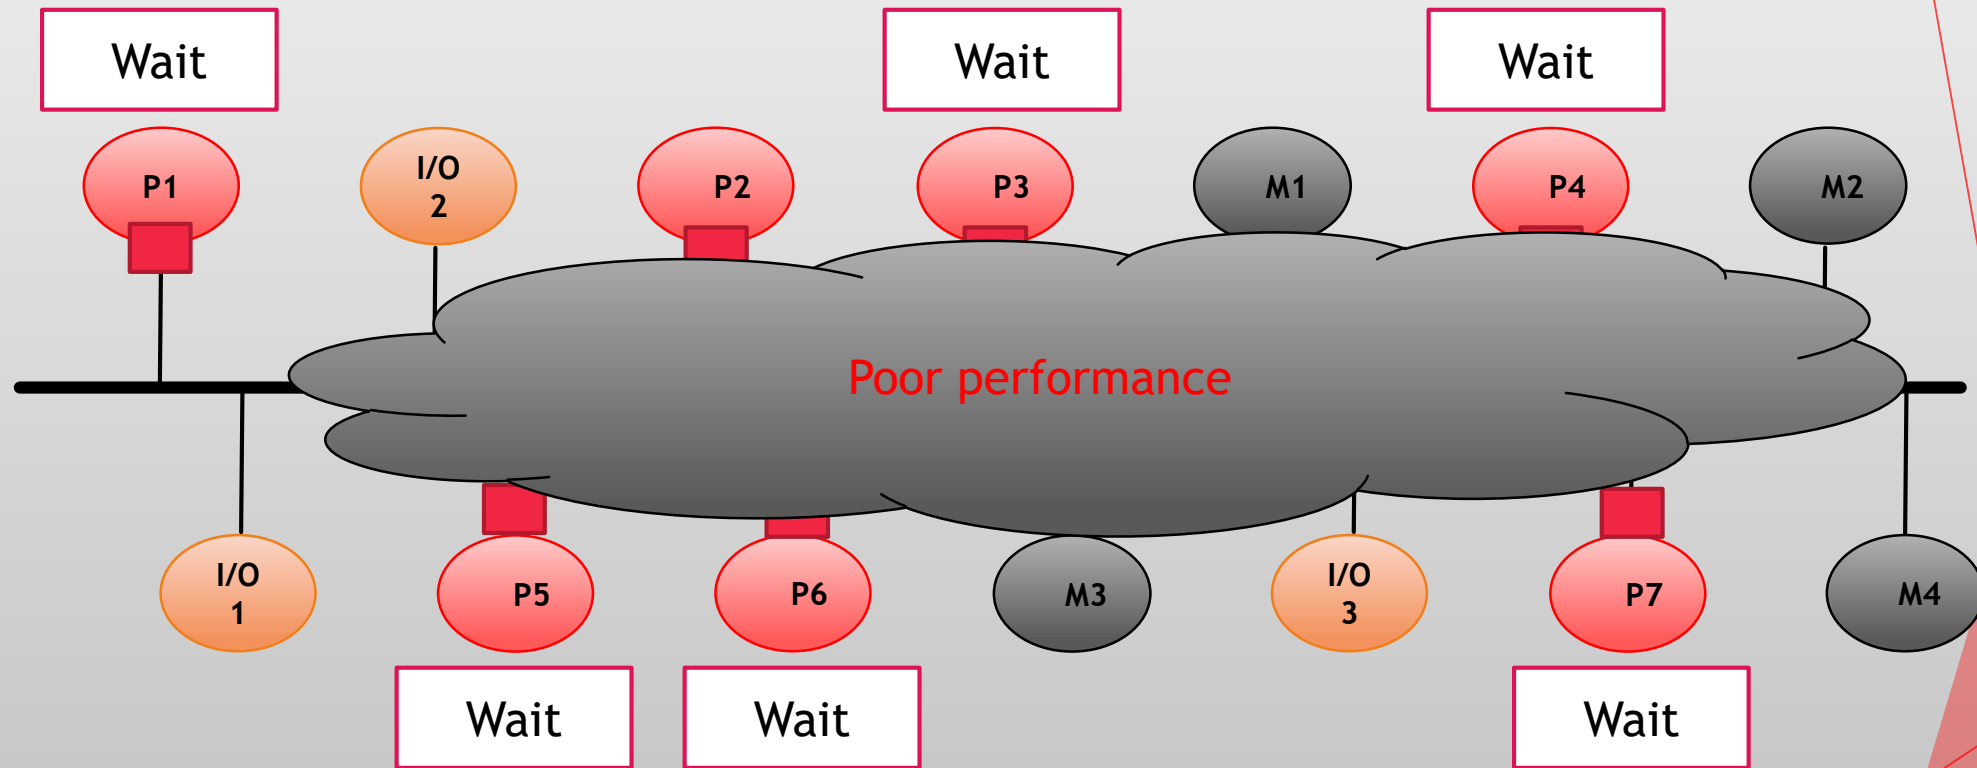 Wait
Wait
Wait
P1
I/O
2
P2
P3
M1
P4
M2
Poor performance
I/O
1
P5
P6
M3
I/O
3
P7
M4
Wait
Wait
Wait